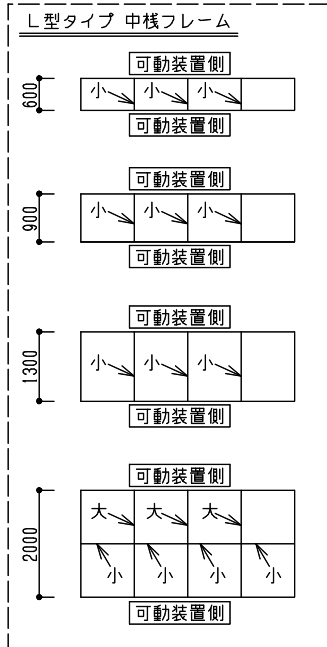 L型タイプ 中桟フレーム
可動装置側
600
小 小 小
可動装置側
可動装置側
900
小 小 小
可動装置側
可動装置側
1300
小 小 小
可動装置側
可動装置側
2000
大 大 大
小 小 小 小
可動装置側